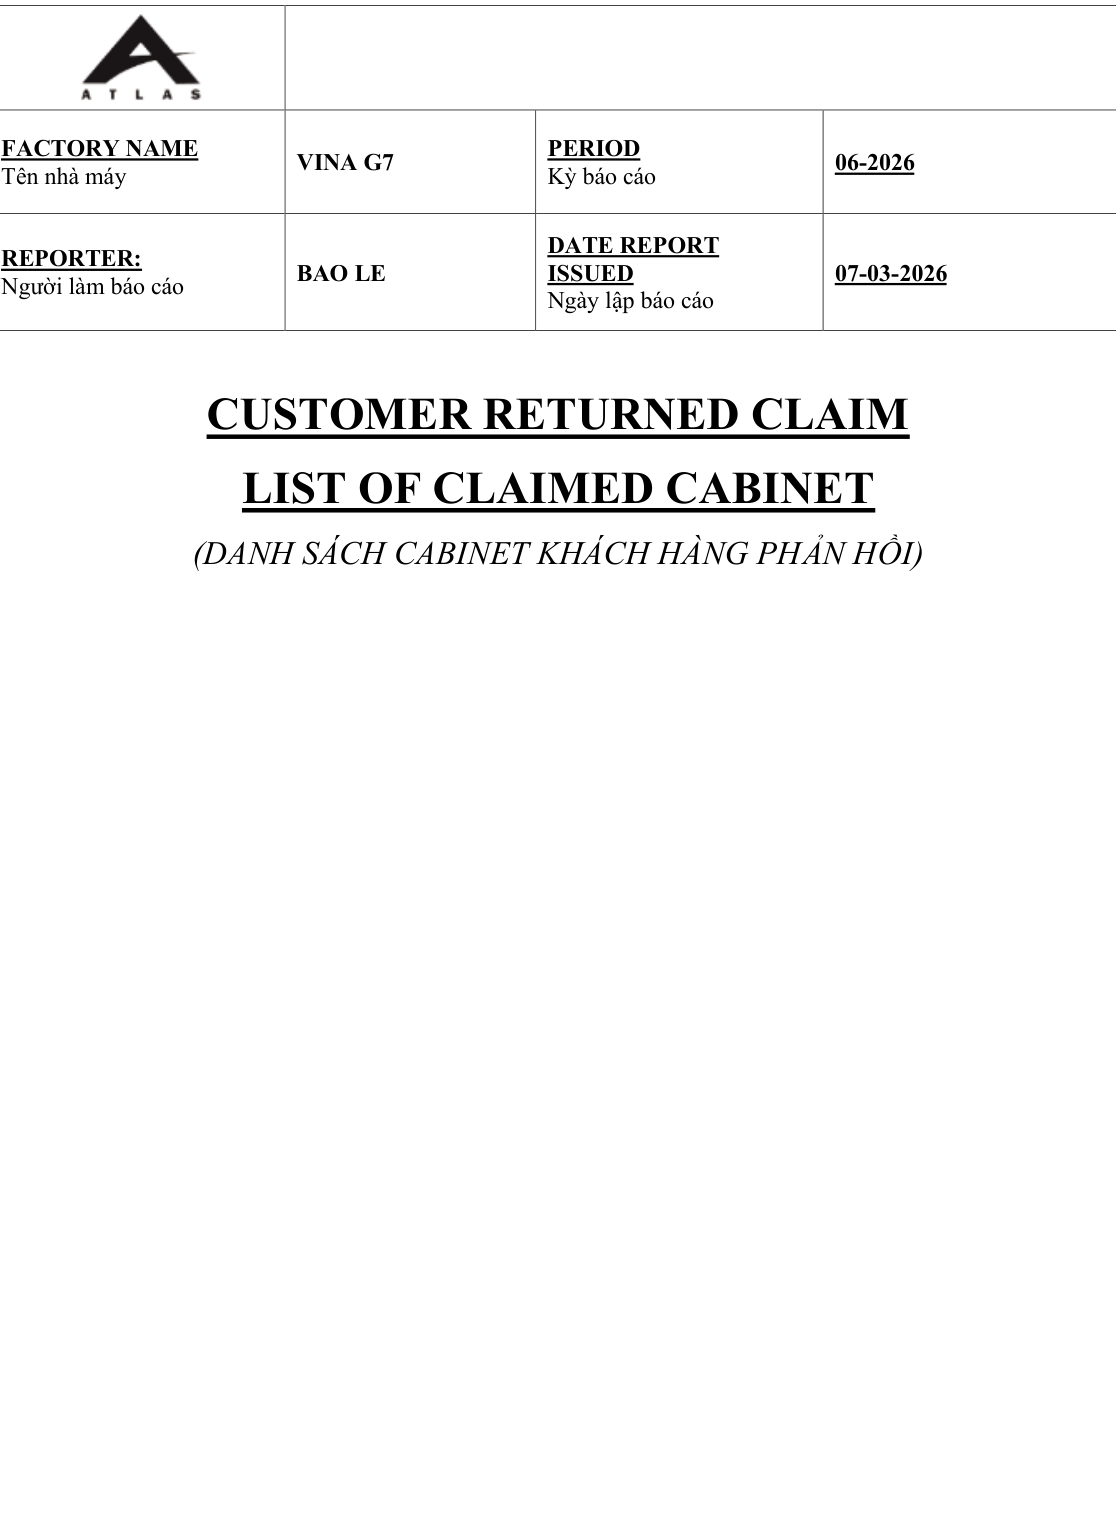 ATLAS
FACTORY NAME
Tên nhà máy
VINA G7
PERIOD
Kỳ báo cáo
06-2026
REPORTER:
Người làm báo cáo
BAO LE
DATE REPORT
ISSUED
Ngày lập báo cáo
07-03-2026
CUSTOMER RETURNED CLAIM
LIST OF CLAIMED CABINET
(DANH SÁCH CABINET KHÁCH HÀNG PHẢN HỒI)